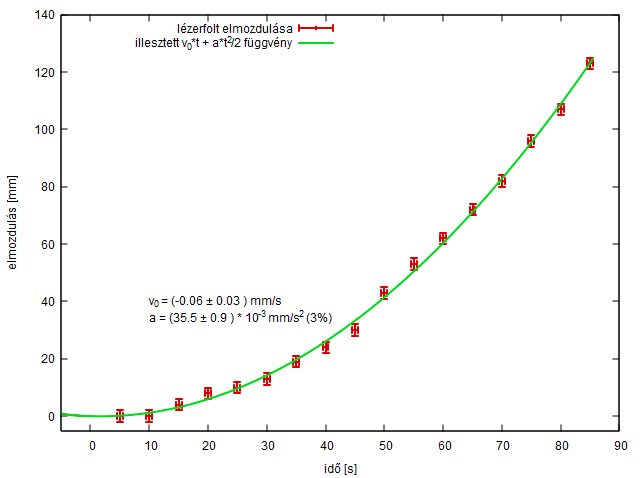 140
120
100
80
60
40
20
0
elmozdulás [mm]
lézerfolt elmozdulása
illesztett v₀*t + a*t²/2 függvény
v₀ = (-0.06 ± 0.03 ) mm/s
a = (35.5 ± 0.9 ) * 10⁻³ mm/s² (3%)
0 10 20 30 40 50 60 70 80 90
idő [s]